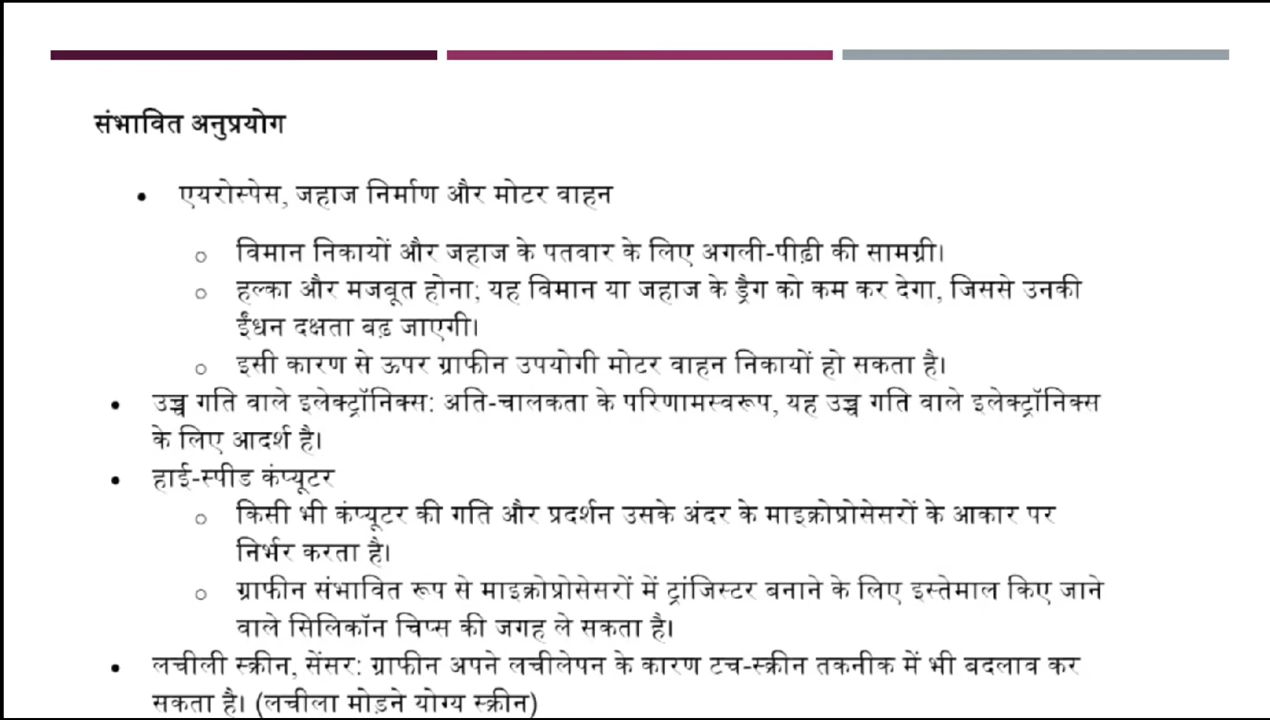 संभावित अनुप्रयोग
• एयरोस्पेस, जहाज निर्माण और मोटर वाहन
o विमान निकायों और जहाज के पतवार के लिए अगली-पीढ़ी की सामग्री।
o हल्का और मजबूत होना; यह विमान या जहाज के ड्रैग को कम कर देगा, जिससे उनकी
ईंधन दक्षता बढ़ जाएगी।
o इसी कारण से ऊपर ग्राफीन उपयोगी मोटर वाहन निकायों हो सकता है।
• उच्च गति वाले इलेक्ट्रॉनिक्स: अति-चालकता के परिणामस्वरूप, यह उच्च गति वाले इलेक्ट्रॉनिक्स
के लिए आदर्श है।
• हाई-स्पीड कंप्यूटर
o किसी भी कंप्यूटर की गति और प्रदर्शन उसके अंदर के माइक्रोप्रोसेसरों के आकार पर
निर्भर करता है।
o ग्राफीन संभावित रूप से माइक्रोप्रोसेसरों में ट्रांजिस्टर बनाने के लिए इस्तेमाल किए जाने
वाले सिलिकॉन चिप्स की जगह ले सकता है।
• लचीली स्क्रीन, सेंसर: ग्राफीन अपने लचीलेपन के कारण टच-स्क्रीन तकनीक में भी बदलाव कर
सकता है। (लचीला मोड़ने योग्य स्क्रीन)